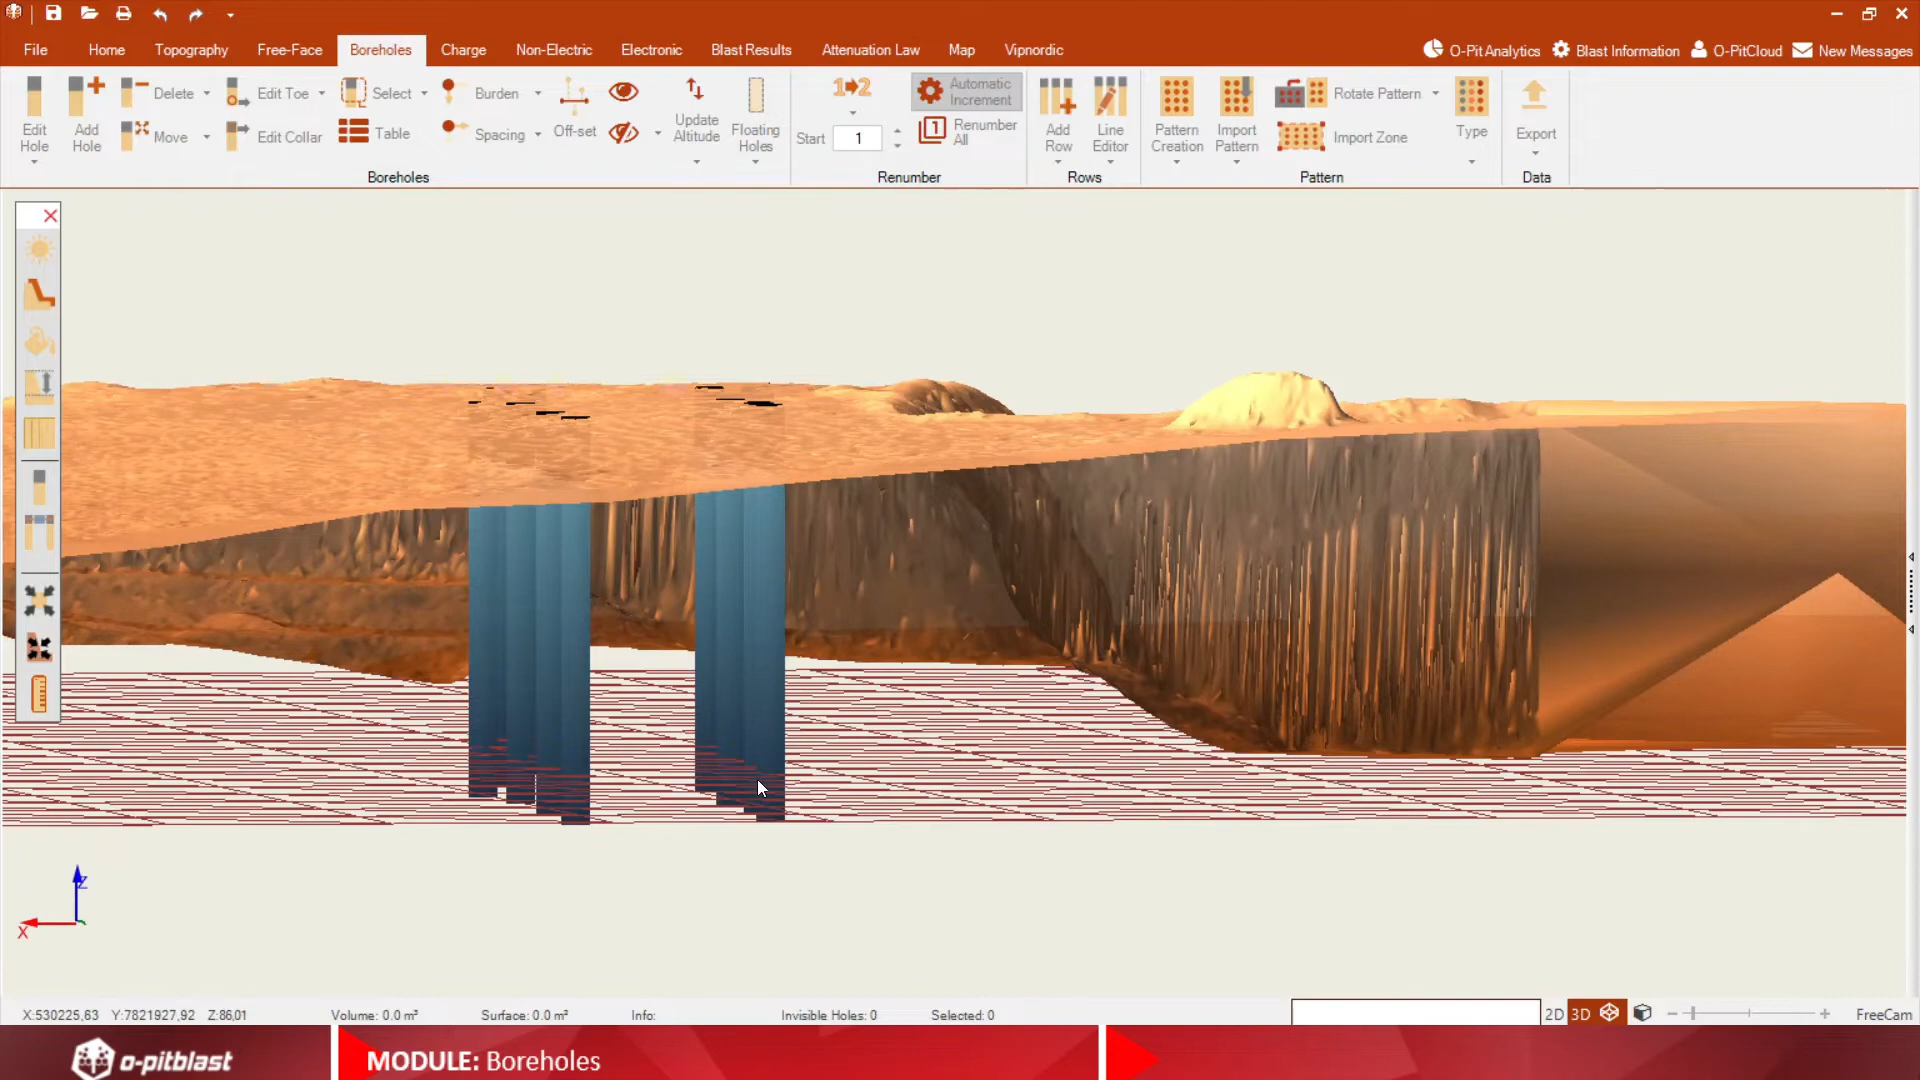 File
Home
Topography
Free-Face
Boreholes
Charge
Non-Electric
Electronic
Blast Results
Attenuation Law
Map
Vipnordic
O-Pit Analytics
Blast Information
O-PitCloud
New Messages
Edit
Hole
Add
Hole
Delete
Move
Edit Toe
Edit Collar
Select
Table
Burden
Spacing
Off-set
Update
Altitude
Floating
Holes
1➔2
Start 1
Automatic
Increment
1 Renumber
All
Add
Row
Line
Editor
Pattern
Creation
Import
Pattern
Rotate Pattern
Import Zone
Type
Export
Boreholes
Renumber
Rows
Pattern
Data
Z
X
X:530225,63 Y:7821927,92 Z:86,01
Volume: 0.0 m³
Surface: 0.0 m²
Info:
Invisible Holes: 0
Selected: 0
2D
3D
FreeCam
o-pitblast
MODULE: Boreholes